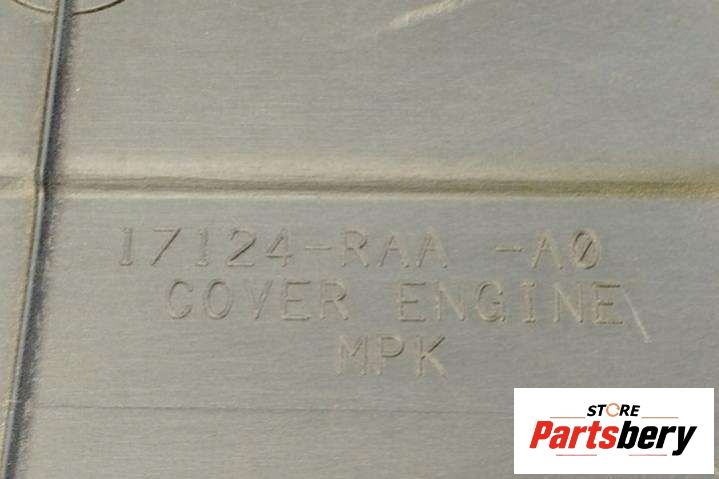 17124-RAA -A0
COVER ENGINE
MPK
STORE
Partsbery